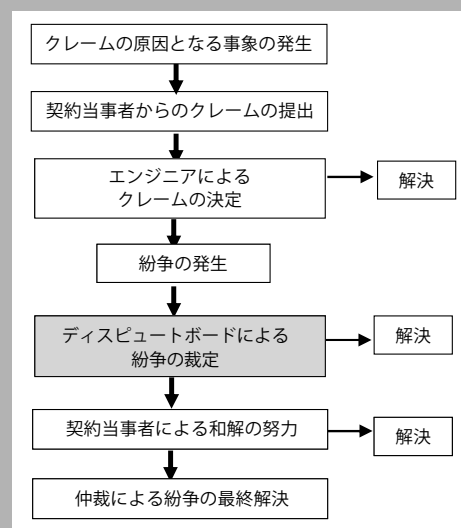 クレームの原因となる事象の発生
契約当事者からのクレームの提出
エンジニアによる
クレームの決定
解決
紛争の発生
ディスピュートボードによる
紛争の裁定
解決
契約当事者による和解の努力
解決
仲裁による紛争の最終解決